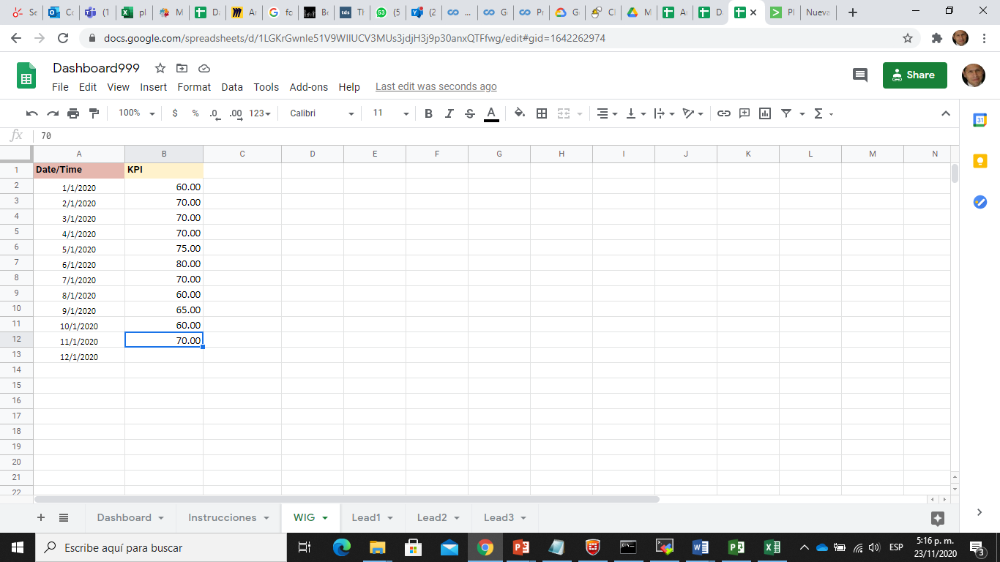 Se Cc (1 pl M Da Ar fc Be Th (5 (2 ... G Pr G Cl M Ar D Pl Nueva
docs.google.com/spreadsheets/d/
Dashboard999
Share
File Edit View Insert Format Data Tools Add-ons Help Last edit was seconds ago
100% $ % .0 .00 123 Calibri 11 B I S A Σ
fx 70
A B C D E F G H I J K L M N
1 Date/Time KPI
2 1/1/2020 60.00
3 2/1/2020 70.00
4 3/1/2020 70.00
5 4/1/2020 70.00
6 5/1/2020 75.00
7 6/1/2020 80.00
8 7/1/2020 70.00
9 8/1/2020 60.00
10 9/1/2020 65.00
11 10/1/2020 60.00
12 11/1/2020 70.00
13 12/1/2020
14
15
16
17
18
19
20
21
22
Dashboard Instrucciones WIG Lead1 Lead2 Lead3
Escribe aquí para buscar
ESP
5:16 p. m.
23/11/2020
3